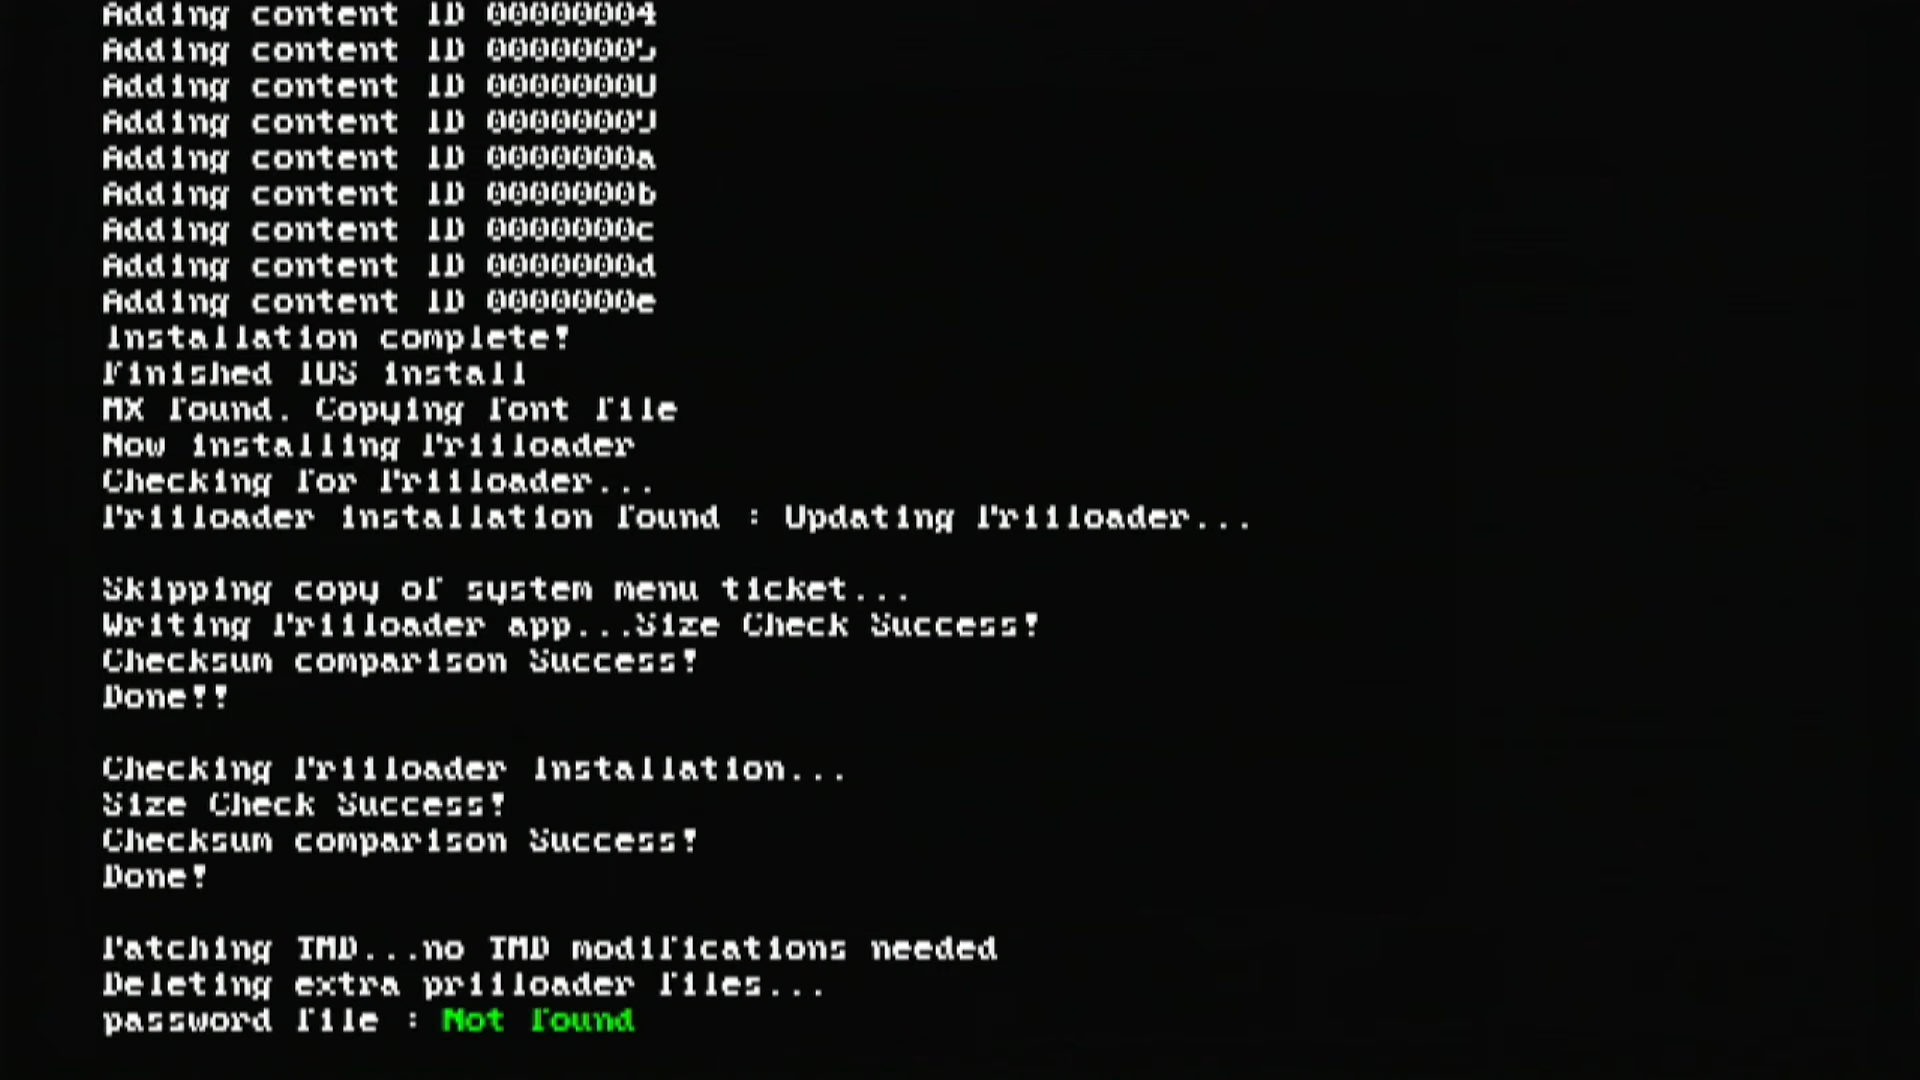 Adding content ID 00000004
Adding content ID 00000005
Adding content ID 00000008
Adding content ID 00000009
Adding content ID 0000000a
Adding content ID 0000000b
Adding content ID 0000000c
Adding content ID 0000000d
Adding content ID 0000000e
Installation complete!
Finished IOS install
MX found. Copying font file
Now installing Priiloader
Checking for Priiloader...
Priiloader installation found : Updating Priiloader...
Skipping copy of system menu ticket...
Writing Priiloader app...Size Check Success!
Checksum comparison Success!
Done!!
Checking Priiloader Installation...
Size Check Success!
Checksum comparison Success!
Done!
Patching TMD...no TMD modifications needed
Deleting extra priiloader files...
password file : Not found